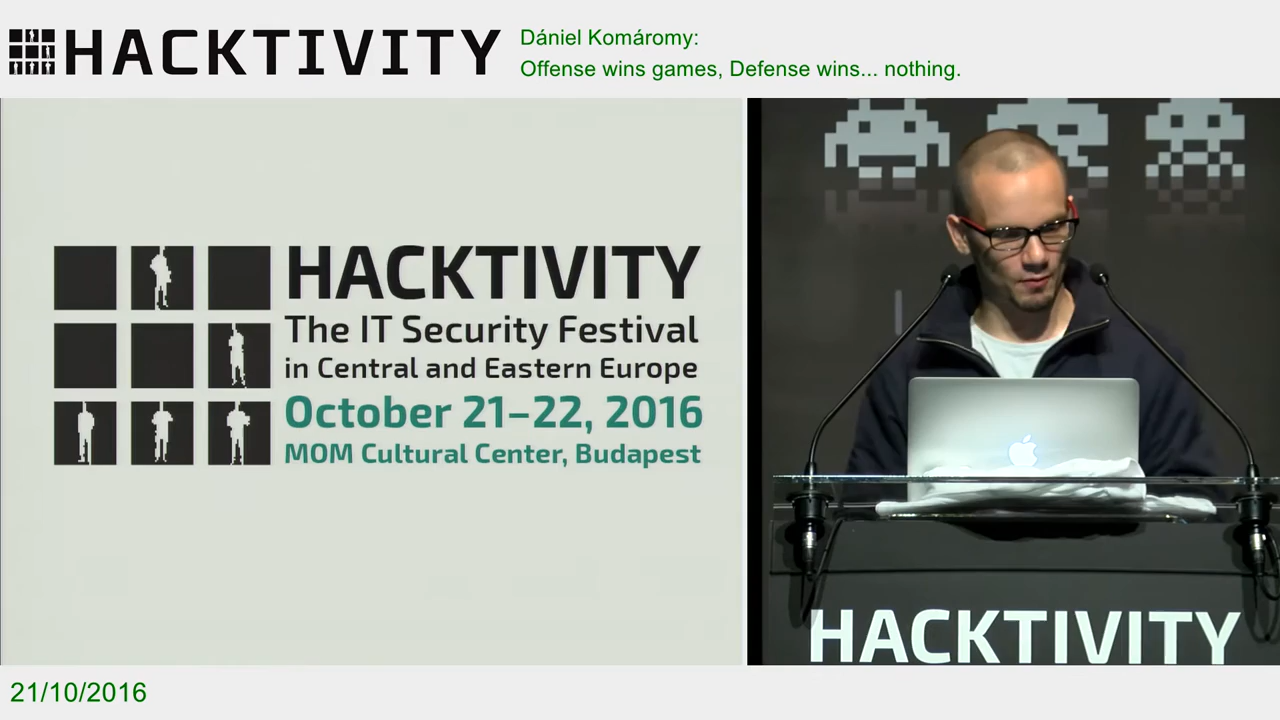 HACKTIVITY
Dániel Komáromy:
Offense wins games, Defense wins... nothing.
HACKTIVITY
The IT Security Festival
in Central and Eastern Europe
October 21–22, 2016
MOM Cultural Center, Budapest
HACKTIVITY
21/10/2016